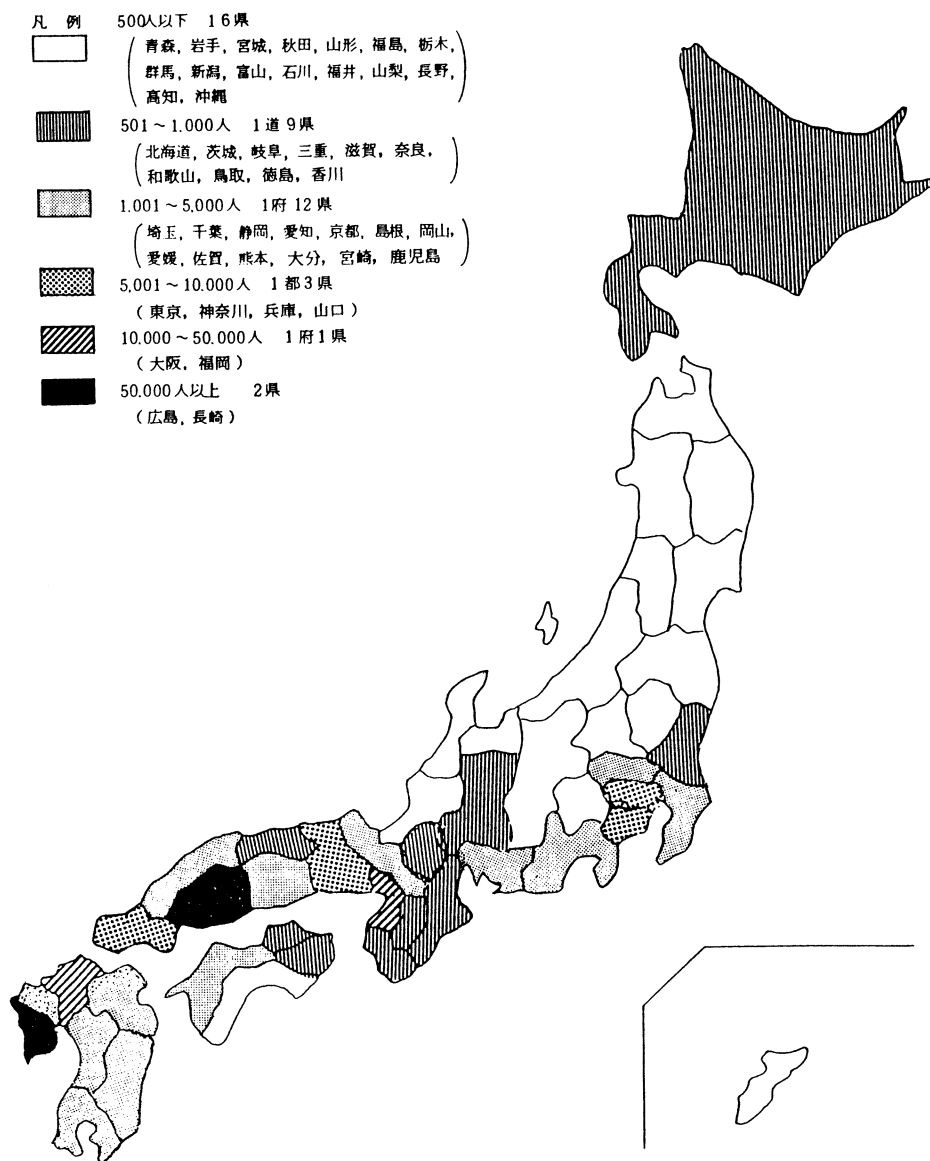 凡 例 500人以下 16県
(青森, 岩手, 宮城, 秋田, 山形, 福島, 栃木,
群馬, 新潟, 富山, 石川, 福井, 山梨, 長野,
高知, 沖縄)
501～1.000人 1道9県
(北海道, 茨城, 岐阜, 三重, 滋賀, 奈良,
和歌山, 鳥取, 徳島, 香川)
1.001～5,000人 1府12県
(埼玉, 千葉, 静岡, 愛知, 京都, 島根, 岡山,
愛媛, 佐賀, 熊本, 大分, 宮崎, 鹿児島)
5,001～10.000人 1都3県
(東京, 神奈川, 兵庫, 山口)
10.000～50.000人 1府1県
(大阪, 福岡)
50.000人以上 2県
(広島, 長崎)